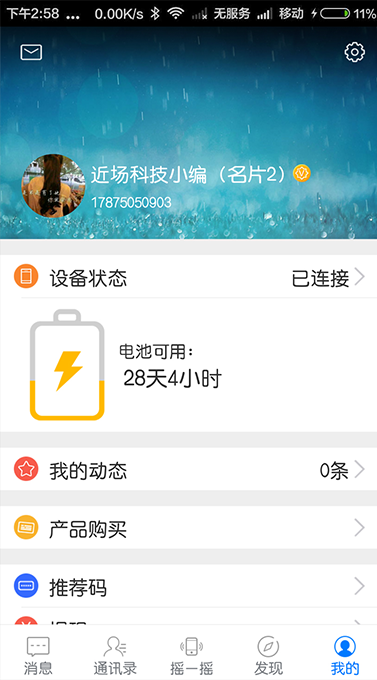 下午2:58 ... 0.00K/s 无服务 移动 11%
近场科技小编（名片2）
17875050903
设备状态 已连接
电池可用：
28天4小时
我的动态 0条
产品购买
推荐码
消息 通讯录 摇一摇 发现 我的